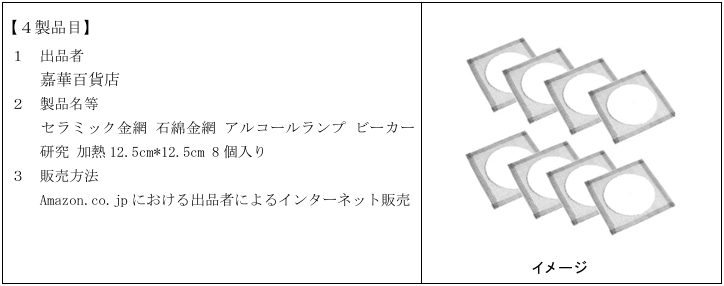 【４製品目】
１ 出品者
嘉華百貨店
２ 製品名等
セラミック金網 石綿金網 アルコールランプ ビーカー
研究 加熱 12.5cm*12.5cm 8 個入り
３ 販売方法
Amazon.co.jp における出品者によるインターネット販売
イメージ